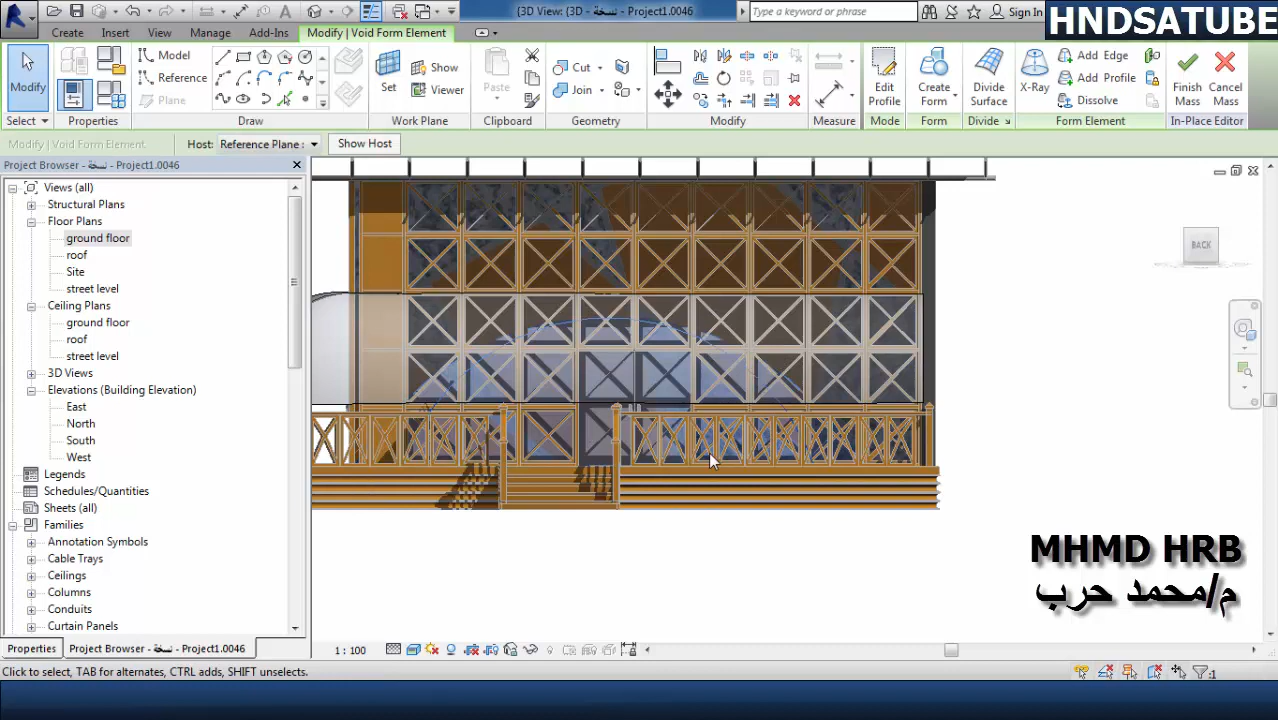 {3D View: {3D - نسخة - Project1.0046
Type a keyword or phrase
Sign In
HNDSATUBE
Create
Insert
View
Manage
Add-Ins
Modify | Void Form Element
Modify
Model
Reference
Plane
Set
Show
Viewer
Paste
Cut
Join
Edit Profile
Create Form
Divide Surface
X-Ray
Add Edge
Add Profile
Dissolve
Finish Mass
Cancel Mass
Select
Properties
Draw
Work Plane
Clipboard
Geometry
Modify
Measure
Mode
Form
Divide
Form Element
In-Place Editor
Modify | Void Form Element
Host:
Reference Plane :
Show Host
Project Browser - نسخة - Project1.0046
Views (all)
Structural Plans
Floor Plans
ground floor
roof
Site
street level
Ceiling Plans
ground floor
roof
street level
3D Views
Elevations (Building Elevation)
East
North
South
West
Legends
Schedules/Quantities
Sheets (all)
Families
Annotation Symbols
Cable Trays
Ceilings
Columns
Conduits
Curtain Panels
BACK
MHMD HRB
م/محمد حرب
Properties
Project Browser - نسخة - Project1.0046
1 : 100
Click to select, TAB for alternates, CTRL adds, SHIFT unselects.
:1